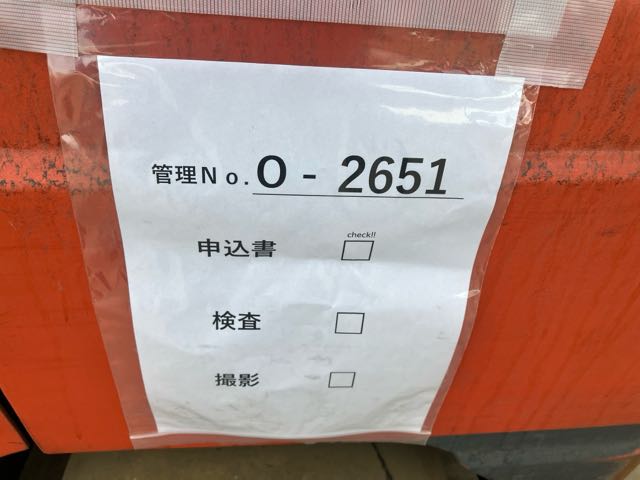 管理No. O - 2651
check!!
申込書 □
検査 □
撮影 □